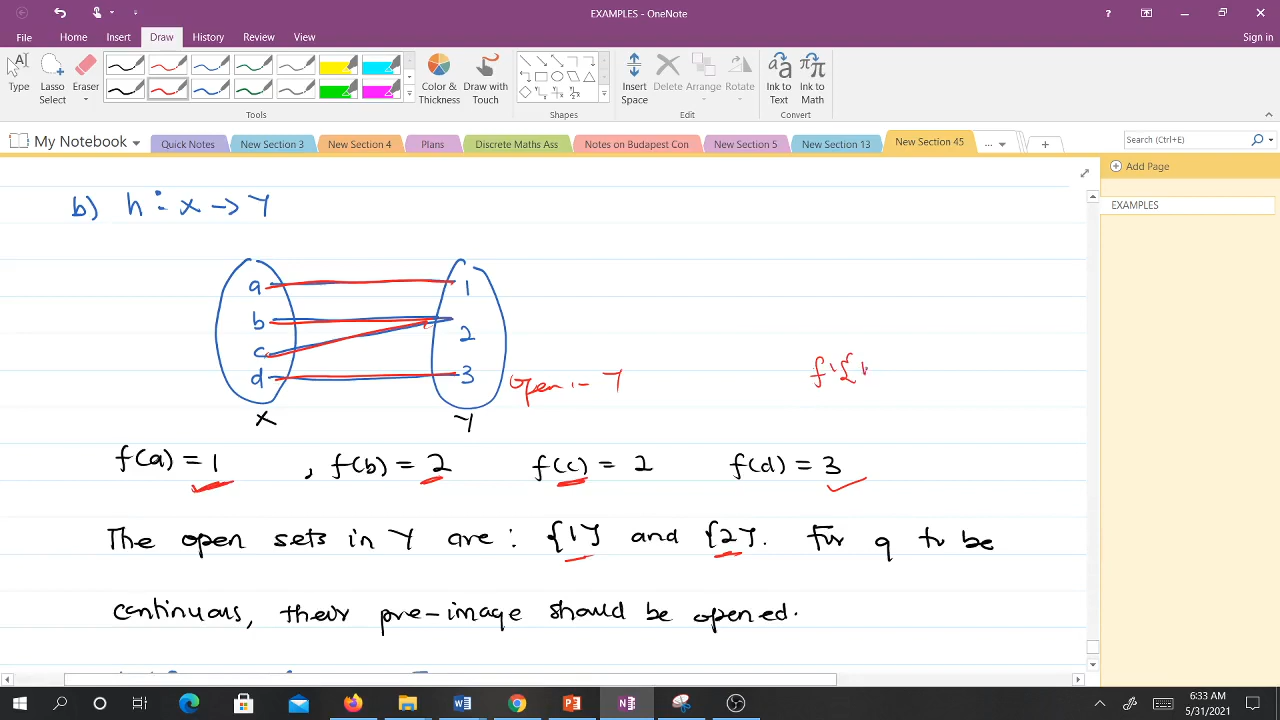 EXAMPLES - OneNote
Sign in
File Home Insert Draw History Review View
Type Lasso Select Eraser Color & Thickness Draw with Touch Insert Space Delete Arrange Rotate Ink to Text Ink to Math
Tools Shapes Edit Convert
My Notebook Quick Notes New Section 3 New Section 4 Plans Discrete Maths Ass Notes on Budapest Con New Section 5 New Section 13 New Section 45 ... + Search (Ctrl+E)
Add Page
EXAMPLES
b) h : x → Y
a 1
b 2
c
d 3
open :- Y
f⁻¹{1
X Y
f(a) = 1 , f(b) = 2 f(c) = 2 f(d) = 3
The open sets in Y are : {1} and {2}. For g to be
continuous, their pre-image should be opened.
6:33 AM
5/31/2021